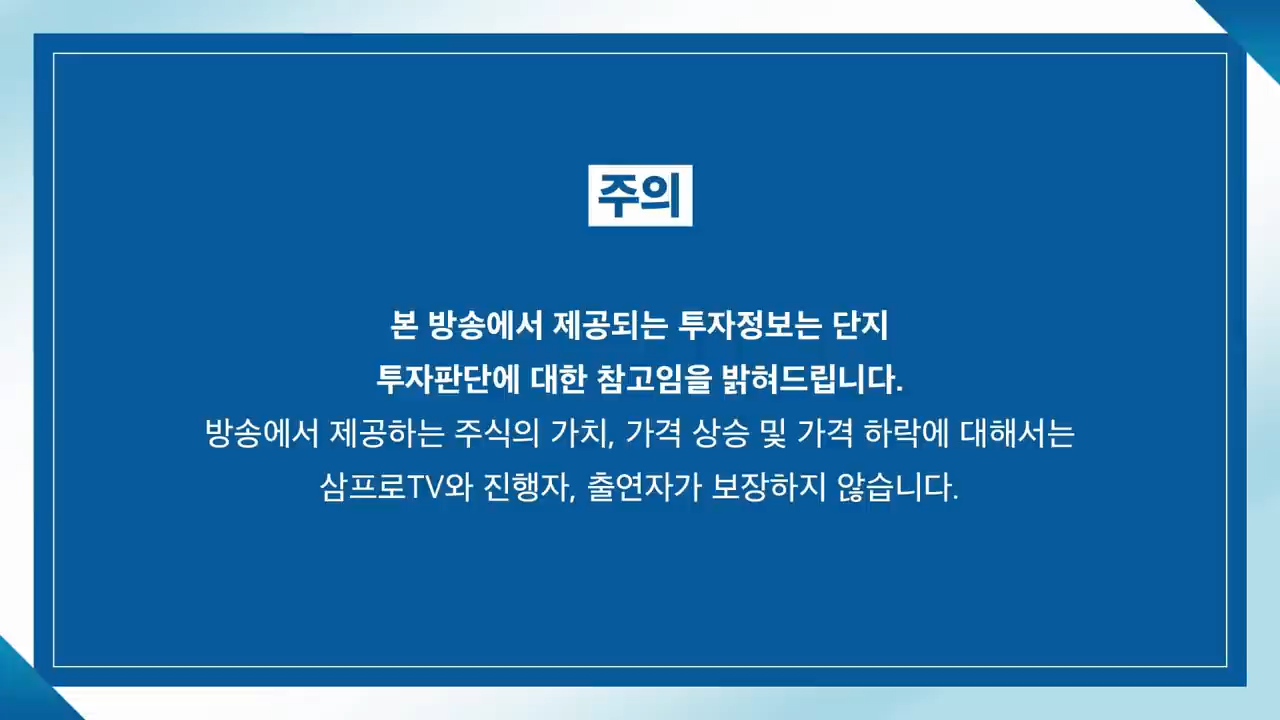 주의
본 방송에서 제공되는 투자정보는 단지
투자판단에 대한 참고임을 밝혀드립니다.
방송에서 제공하는 주식의 가치, 가격 상승 및 가격 하락에 대해서는
삼프로TV와 진행자, 출연자가 보장하지 않습니다.